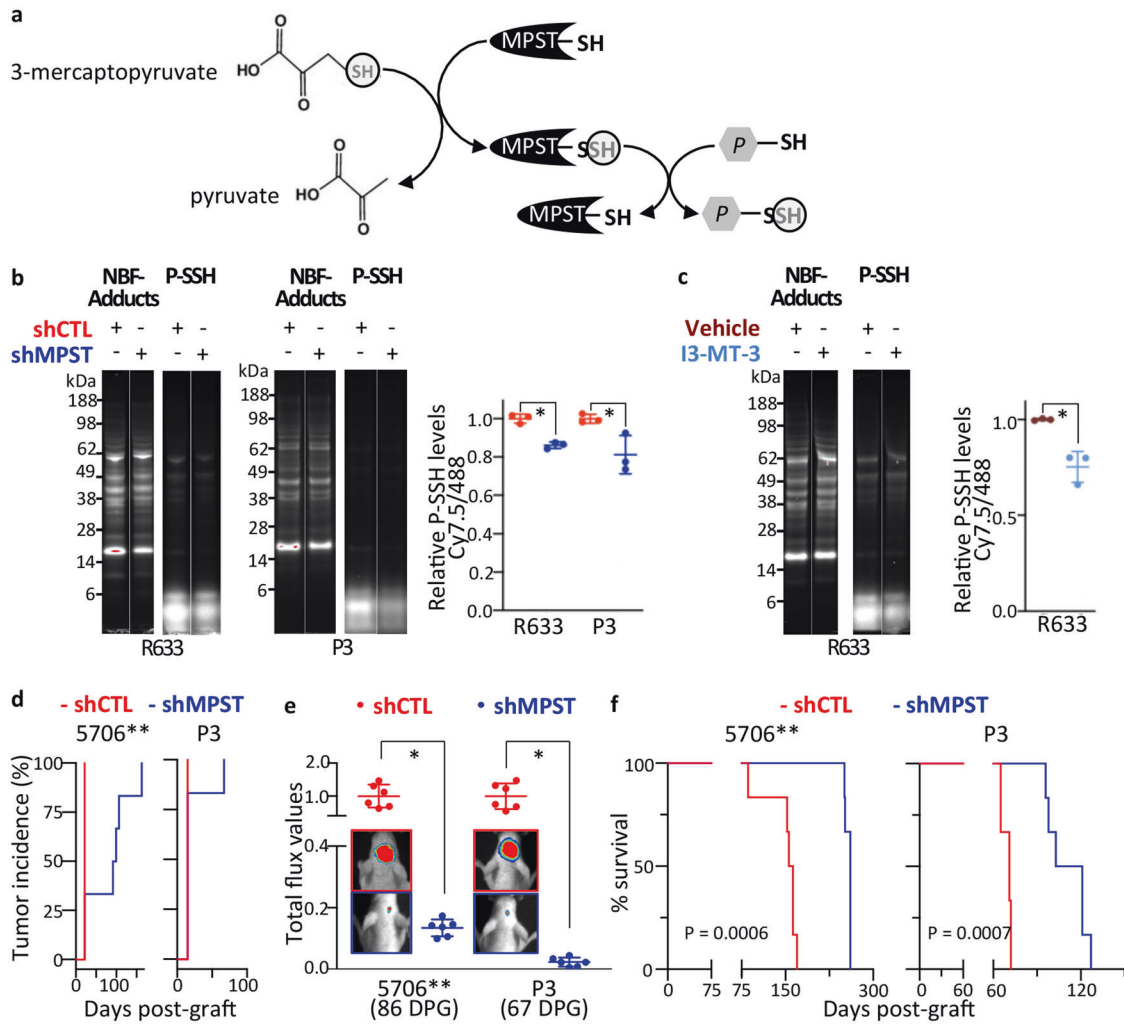 a
3-mercaptopyruvate
HO
O
O
SH
MPST
SH
pyruvate
HO
O
O
MPST
S
SH
P
SH
MPST
SH
P
S
SH
b
NBF-
Adducts
P-SSH
NBF-
Adducts
P-SSH
shCTL
+ - + -
+ - + -
shMPST
- + - +
- + - +
kDa
188
98
62
49
38
28
14
6
R633
kDa
188
98
62
49
38
28
14
6
P3
Relative P-SSH levels
Cy7.5/488
1.0
0.8
0.6
0.4
0.2
0.0
*
*
R633 P3
c
NBF-
Adducts
P-SSH
Vehicle
+ - + -
I3-MT-3
- + - +
kDa
188
98
62
49
38
28
14
6
R633
Relative P-SSH levels
Cy7.5/488
1.0
0.5
0.0
*
R633
d
- shCTL - shMPST
5706** P3
Tumor incidence (%)
100
50
0
0 100 0 100
Days post-graft
e
• shCTL • shMPST
Total flux values
2.0
1.0
0.4
0.2
0.0
*
*
5706**
(86 DPG)
P3
(67 DPG)
f
- shCTL - shMPST
5706** P3
% survival
100
50
0
P = 0.0006
P = 0.0007
0 75 75 150 300
0 60 60 120
Days post-graft